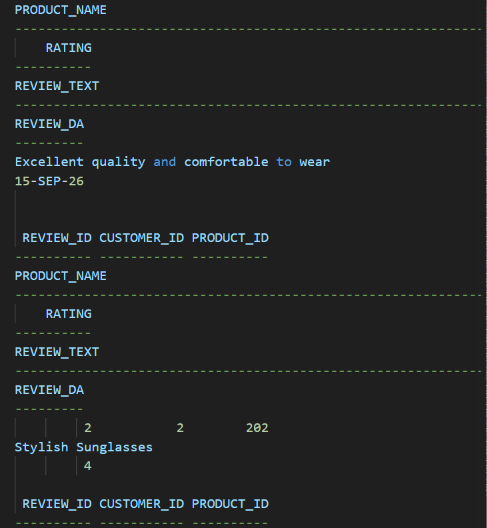 PRODUCT_NAME
--------------------------------------------------------------------------------
RATING
----------
REVIEW_TEXT
--------------------------------------------------------------------------------
REVIEW_DA
---------
Excellent quality and comfortable to wear
15-SEP-26
REVIEW_ID CUSTOMER_ID PRODUCT_ID
---------- ----------- ----------
PRODUCT_NAME
--------------------------------------------------------------------------------
RATING
----------
REVIEW_TEXT
--------------------------------------------------------------------------------
REVIEW_DA
---------
2 2 202
Stylish Sunglasses
4
REVIEW_ID CUSTOMER_ID PRODUCT_ID
---------- ----------- ----------